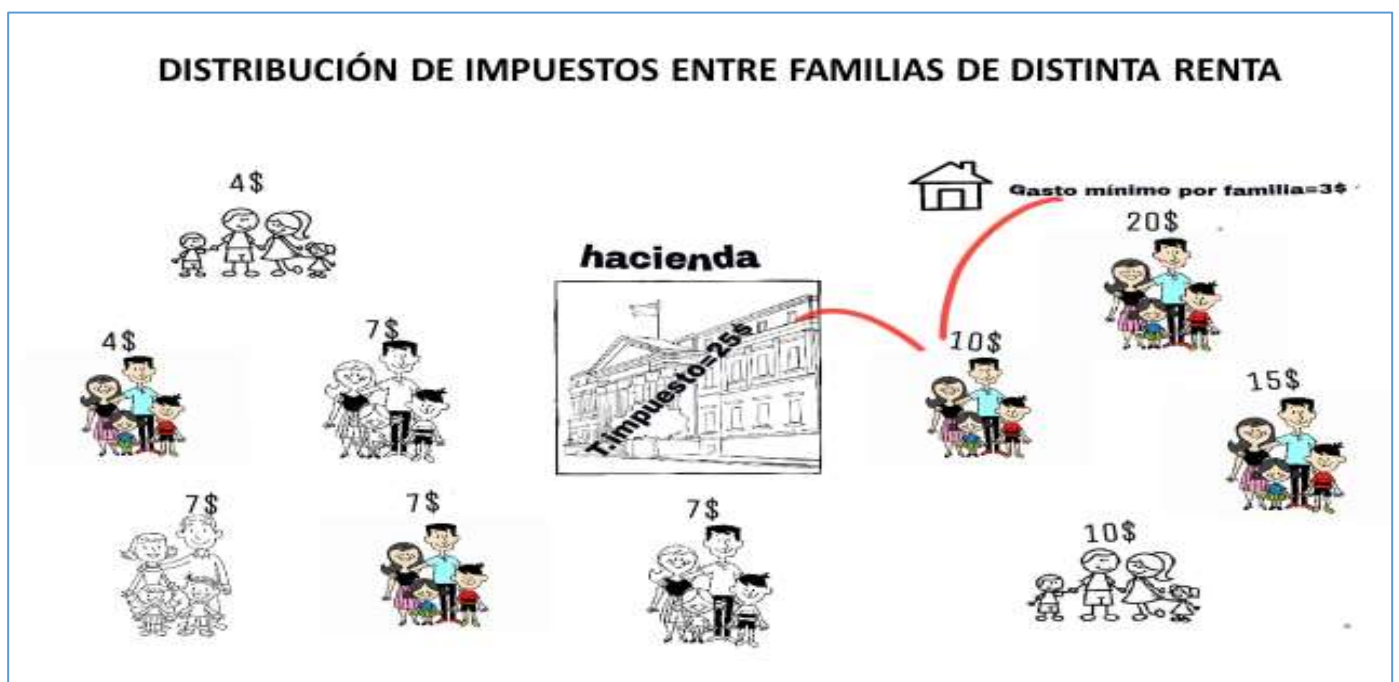 DISTRIBUCIÓN DE IMPUESTOS ENTRE FAMILIAS DE DISTINTA RENTA
4$
Gasto mínimo por familia=3$
20$
hacienda
T.impuesto=25$
4$
7$
10$
15$
7$
7$
7$
10$